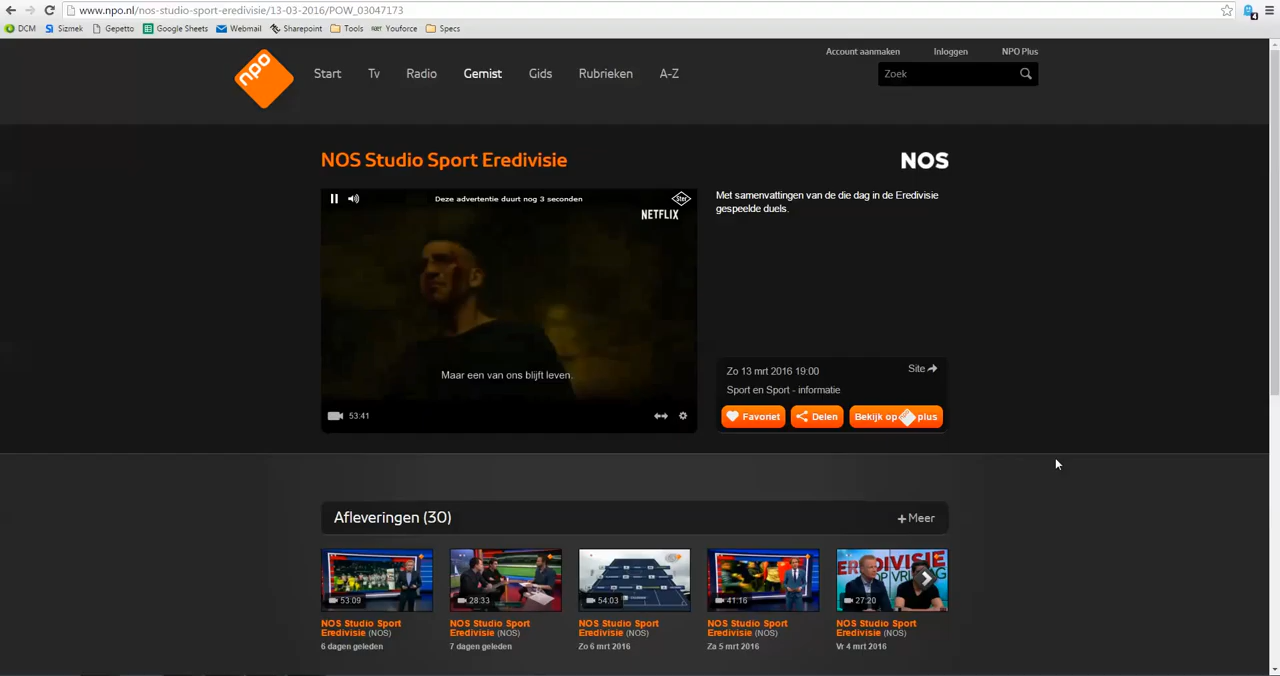 www.npo.nl/nos-studio-sport-eredivisie/13-03-2016/POW_03047173
DCM Sizmek Gepetto Google Sheets Webmail Sharepoint Tools Youforce Specs
Account aanmaken Inloggen NPO Plus
npo Start Tv Radio Gemist Gids Rubrieken A-Z Zoek
NOS Studio Sport Eredivisie
NOS
Met samenvattingen van de die dag in de Eredivisie
gespeelde duels.
Deze advertentie duurt nog 3 seconden
Ster
NETFLIX
Maar een van ons blijft leven.
53:41
Zo 13 mrt 2016 19:00 Site
Sport en Sport - informatie
Favoriet Delen Bekijk op plus
Afleveringen (30) +Meer
53:09 28:33 54:03 41:16 27:20
NOS Studio Sport
Eredivisie (NOS)
6 dagen geleden
NOS Studio Sport
Eredivisie (NOS)
7 dagen geleden
NOS Studio Sport
Eredivisie (NOS)
Zo 6 mrt 2016
NOS Studio Sport
Eredivisie (NOS)
Za 5 mrt 2016
EREDIVISIE
OP VRIJDAG
NOS Studio Sport
Eredivisie (NOS)
Vr 4 mrt 2016